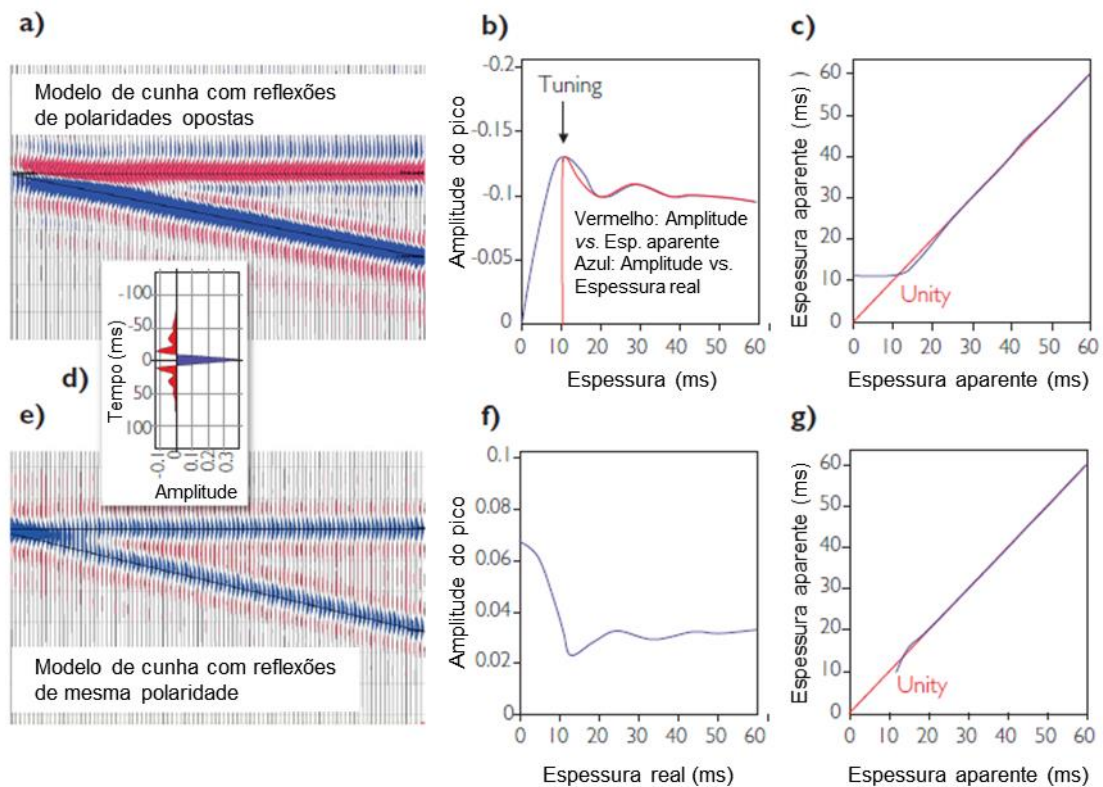 a)
Modelo de cunha com reflexões
de polaridades opostas
b)
-0.2
-0.15
-0.1
-0.05
0
Amplitude do pico
Tuning
Vermelho: Amplitude
vs. Esp. aparente
Azul: Amplitude vs.
Espessura real
0 10 20 30 40 50 60
Espessura (ms)
c)
60
50
40
30
20
10
0
Espessura aparente (ms) )
Unity
0 10 20 30 40 50 60
Espessura aparente (ms)
d)
-100
-50
0
50
100
Tempo (ms)
-0.1 0 0.1 0.2 0.3
Amplitude
e)
Modelo de cunha com reflexões
de mesma polaridade
f)
0.1
0.08
0.06
0.04
0.02
0
Amplitude do pico
0 10 20 30 40 50 60
Espessura real (ms)
g)
60
50
40
30
20
10
0
Espessura aparente (ms)
Unity
0 10 20 30 40 50 60
Espessura aparente (ms)